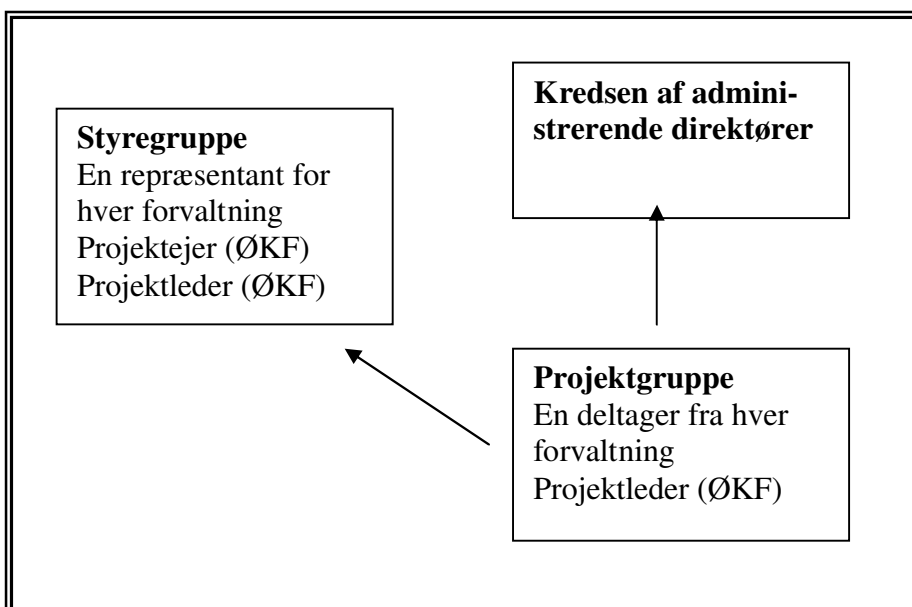 Styregruppe
En repræsentant for
hver forvaltning
Projektejer (ØKF)
Projektleder (ØKF)
Kredsen af admini-
strerende direktører
Projektgruppe
En deltager fra hver
forvaltning
Projektleder (ØKF)